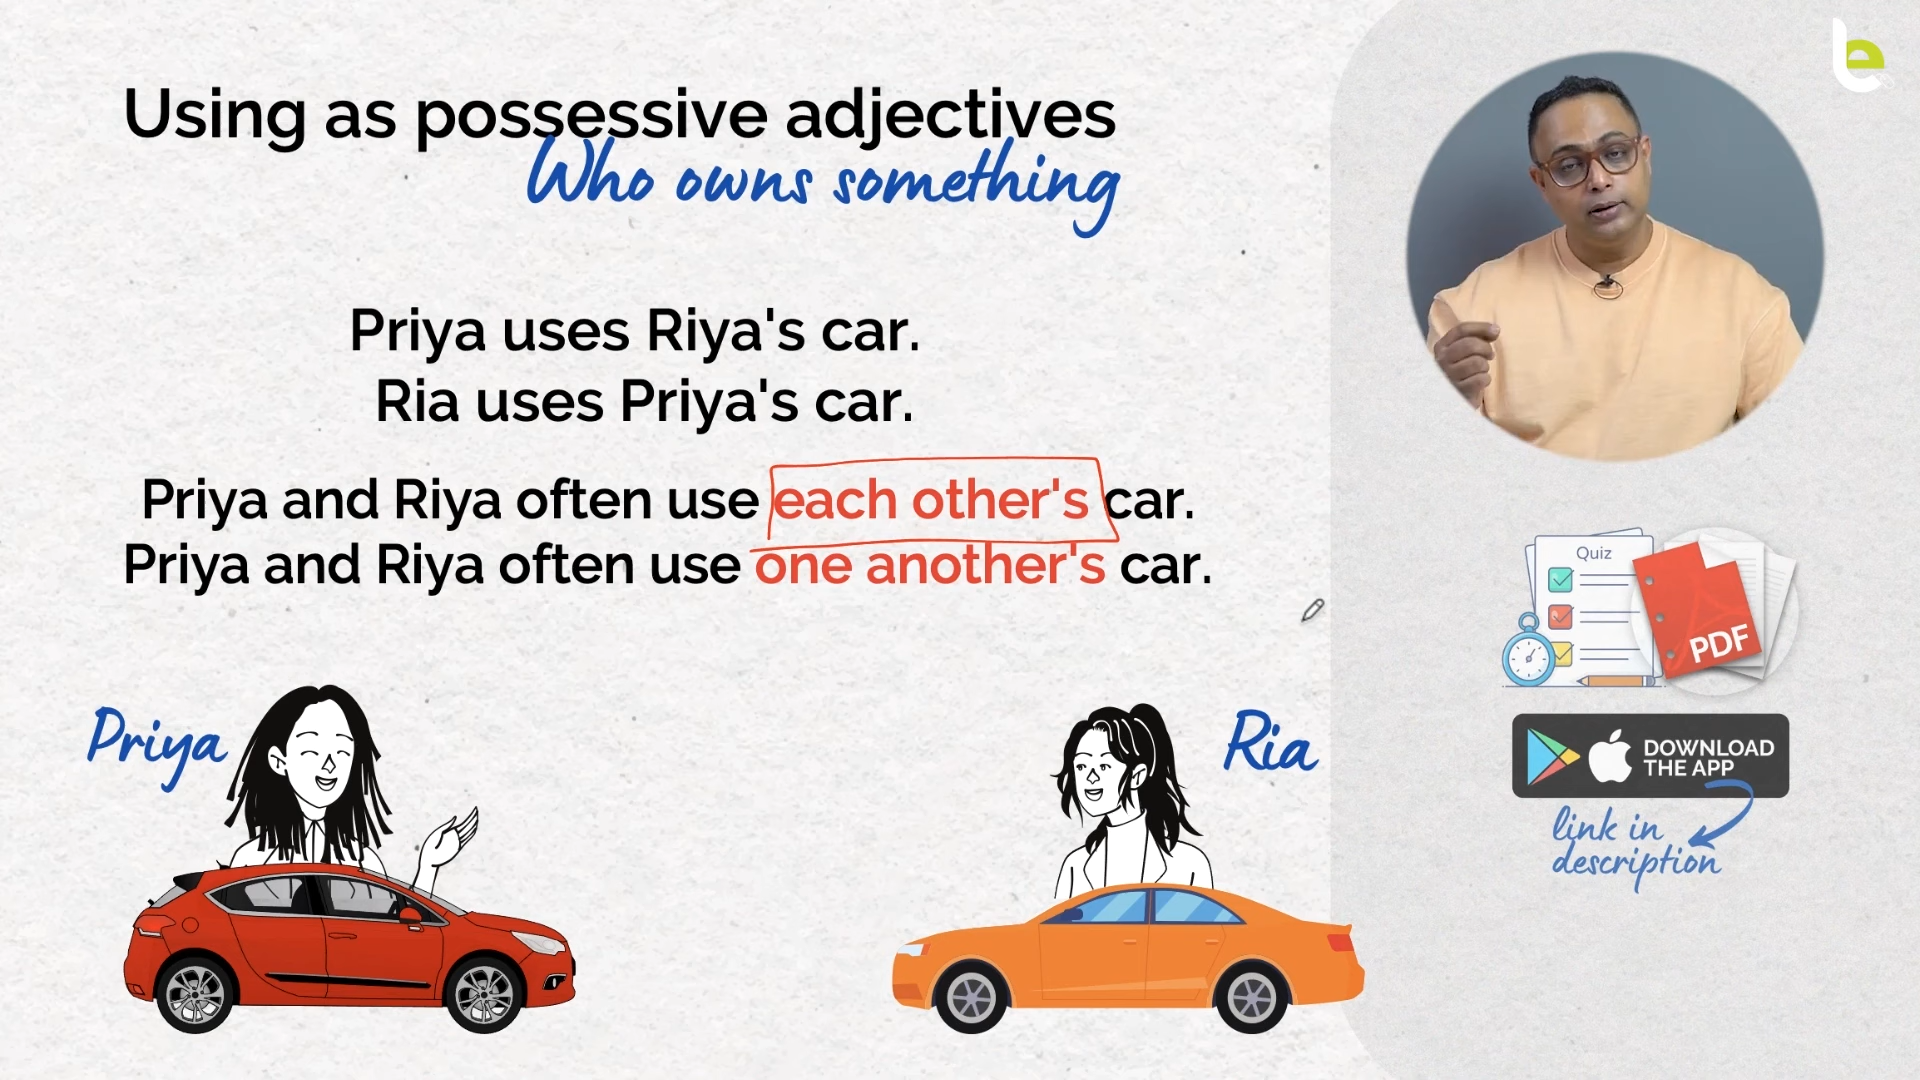 Using as possessive adjectives
Who owns something
Priya uses Riya's car.
Ria uses Priya's car.
Priya and Riya often use each other's car.
Priya and Riya often use one another's car.
Priya
Ria
Quiz
PDF
DOWNLOAD
THE APP
link in
description